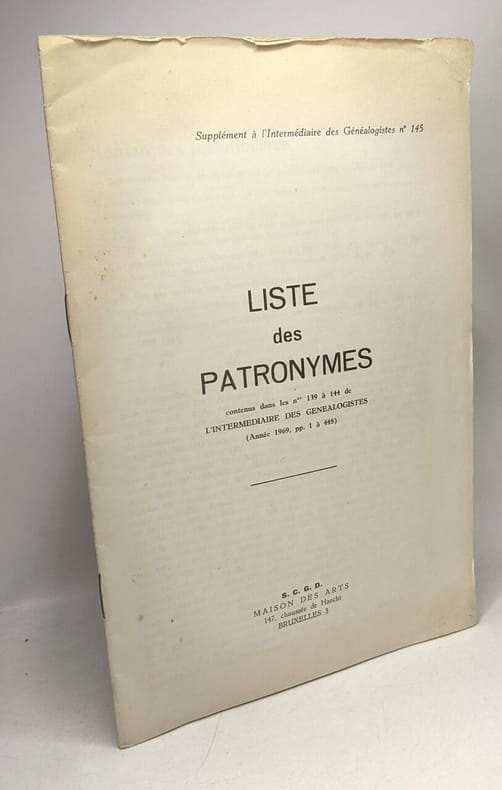 Supplément à l'Intermédiaire des Généalogistes n° 145
LISTE
des
PATRONYMES
contenus dans les nos 139 à 144 de
L'INTERMEDIAIRE DES GENEALOGISTES
(Année 1969, pp. 1 à 448)
S. C. G. D.
MAISON DES ARTS
147, chaussée de Haecht
BRUXELLES 3